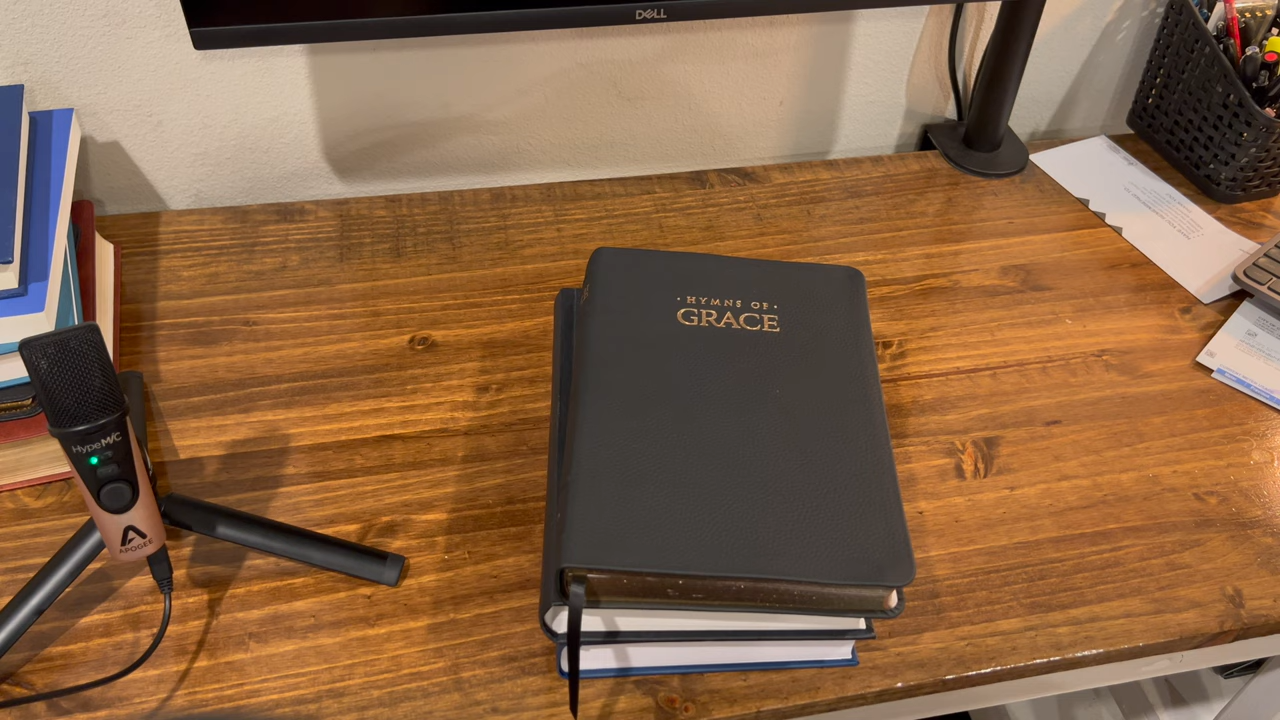 DELL
· HYMNS OF ·
GRACE
HypeMiC
APOGEE